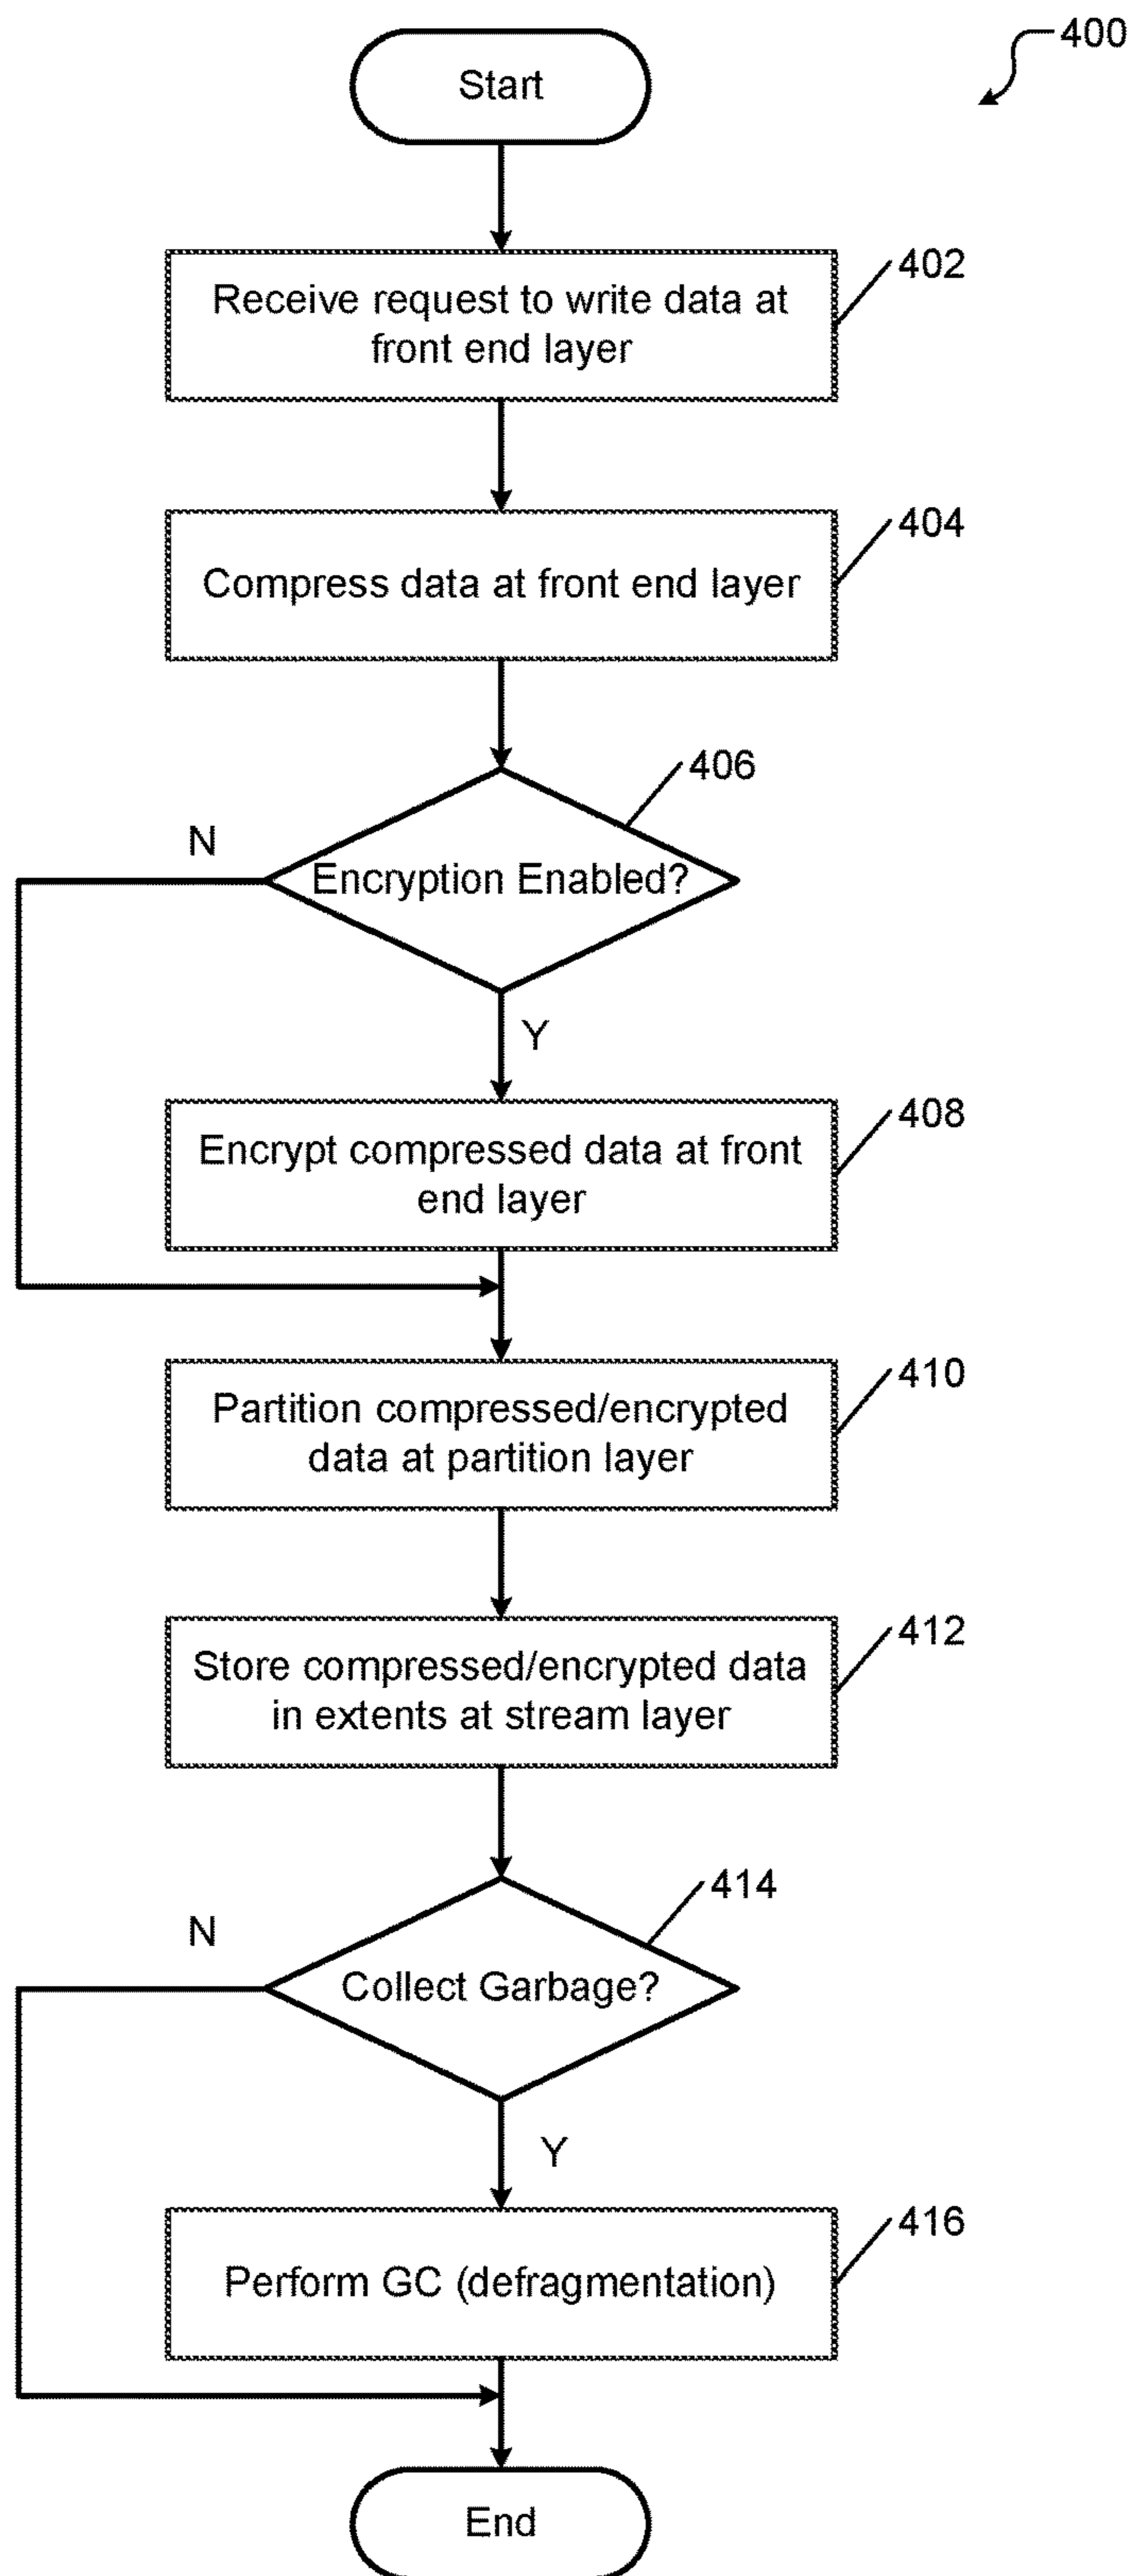 400
Start
402
Receive request to write data at
front end layer
404
Compress data at front end layer
406
N
Encryption Enabled?
Y
408
Encrypt compressed data at front
end layer
410
Partition compressed/encrypted
data at partition layer
412
Store compressed/encrypted data
in extents at stream layer
414
N
Collect Garbage?
Y
416
Perform GC (defragmentation)
End